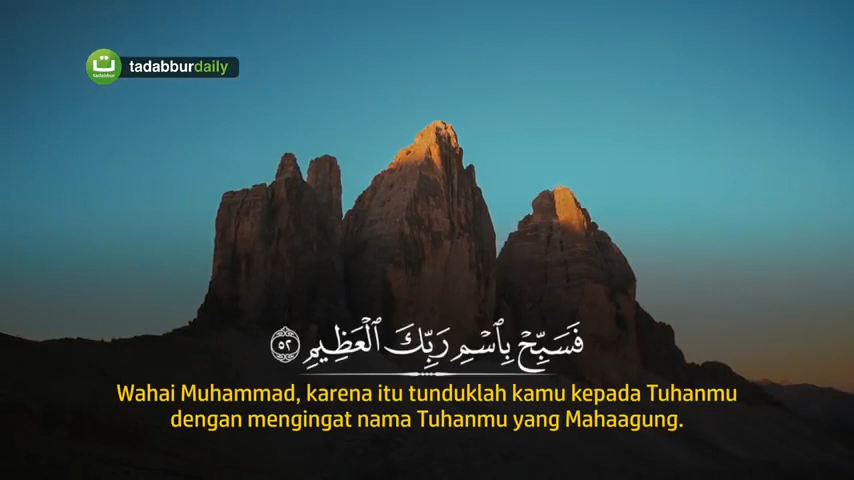 ت
tadabbur
tadabburdaily
فَسَبِّحْ بِٱسْمِ رَبِّكَ ٱلْعَظِيمِ ٥٢
Wahai Muhammad, karena itu tunduklah kamu kepada Tuhanmu
dengan mengingat nama Tuhanmu yang Mahaagung.